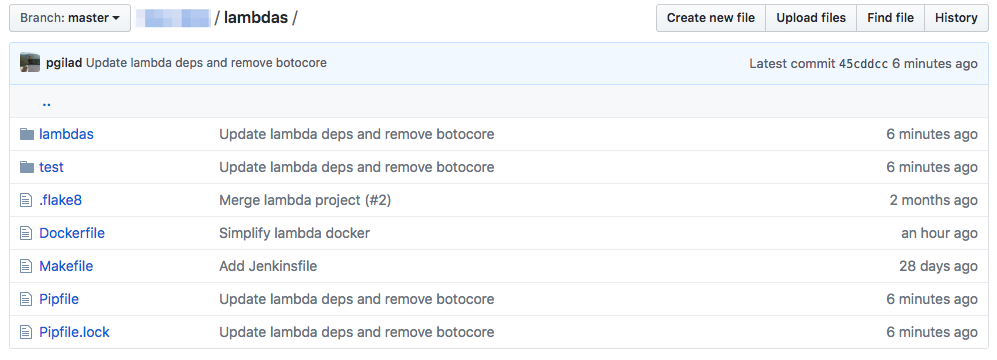 Branch: master / lambdas / Create new file Upload files Find file History
pgilad Update lambda deps and remove botocore Latest commit 45cddcc 6 minutes ago
..
lambdas Update lambda deps and remove botocore 6 minutes ago
test Update lambda deps and remove botocore 6 minutes ago
.flake8 Merge lambda project (#2) 2 months ago
Dockerfile Simplify lambda docker an hour ago
Makefile Add Jenkinsfile 28 days ago
Pipfile Update lambda deps and remove botocore 6 minutes ago
Pipfile.lock Update lambda deps and remove botocore 6 minutes ago